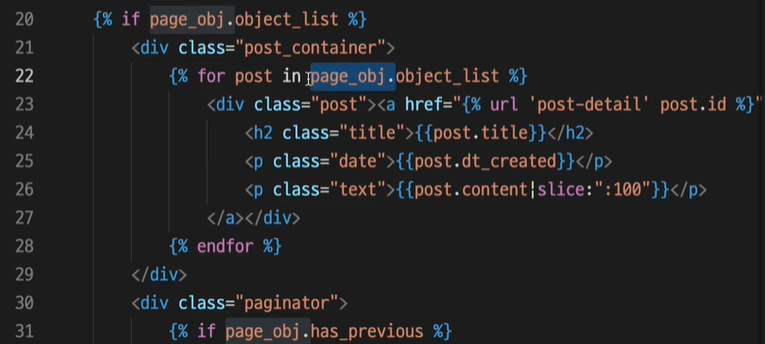 20 {% if page_obj.object_list %}
21 <div class="post_container">
22 {% for post in page_obj.object_list %}
23 <div class="post"><a href="{% url 'post-detail' post.id %}"
24 <h2 class="title">{{post.title}}</h2>
25 <p class="date">{{post.dt_created}}</p>
26 <p class="text">{{post.content|slice:":100"}}</p>
27 </a></div>
28 {% endfor %}
29 </div>
30 <div class="paginator">
31 {% if page_obj.has_previous %}